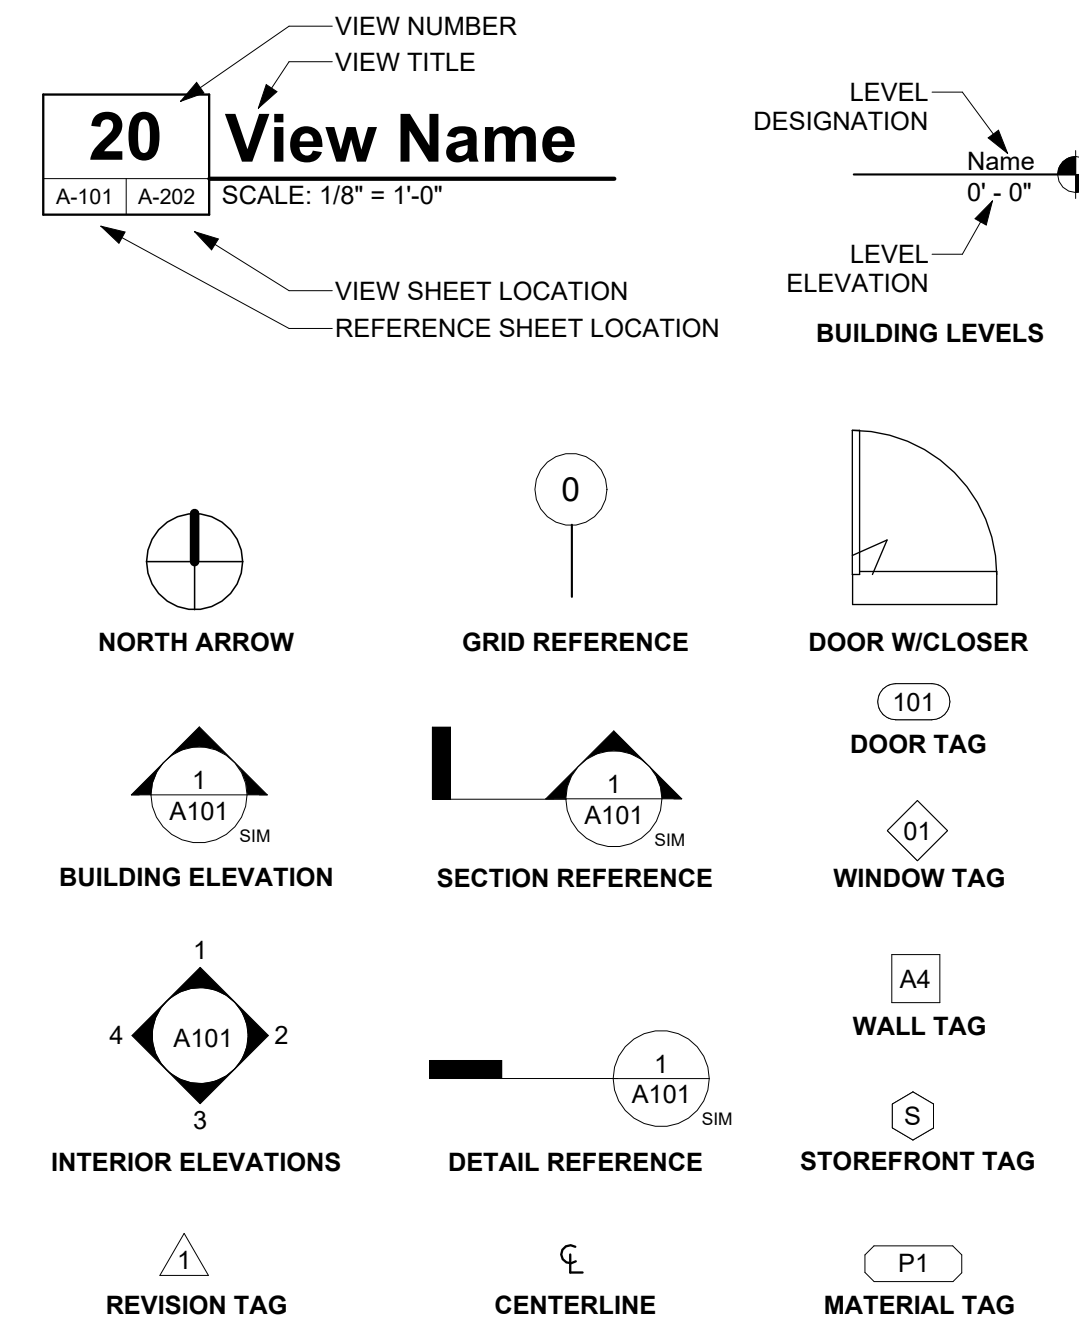 VIEW NUMBER
VIEW TITLE
20
View Name
A-101
A-202
SCALE: 1/8" = 1'-0"
VIEW SHEET LOCATION
REFERENCE SHEET LOCATION
LEVEL
DESIGNATION
Name
0' - 0"
LEVEL
ELEVATION
BUILDING LEVELS
NORTH ARROW
0
GRID REFERENCE
DOOR W/CLOSER
101
DOOR TAG
1
A101
SIM
BUILDING ELEVATION
1
A101
SIM
SECTION REFERENCE
01
WINDOW TAG
1
4
A101
2
3
INTERIOR ELEVATIONS
1
A101
SIM
DETAIL REFERENCE
A4
WALL TAG
S
STOREFRONT TAG
1
REVISION TAG
℄
CENTERLINE
P1
MATERIAL TAG